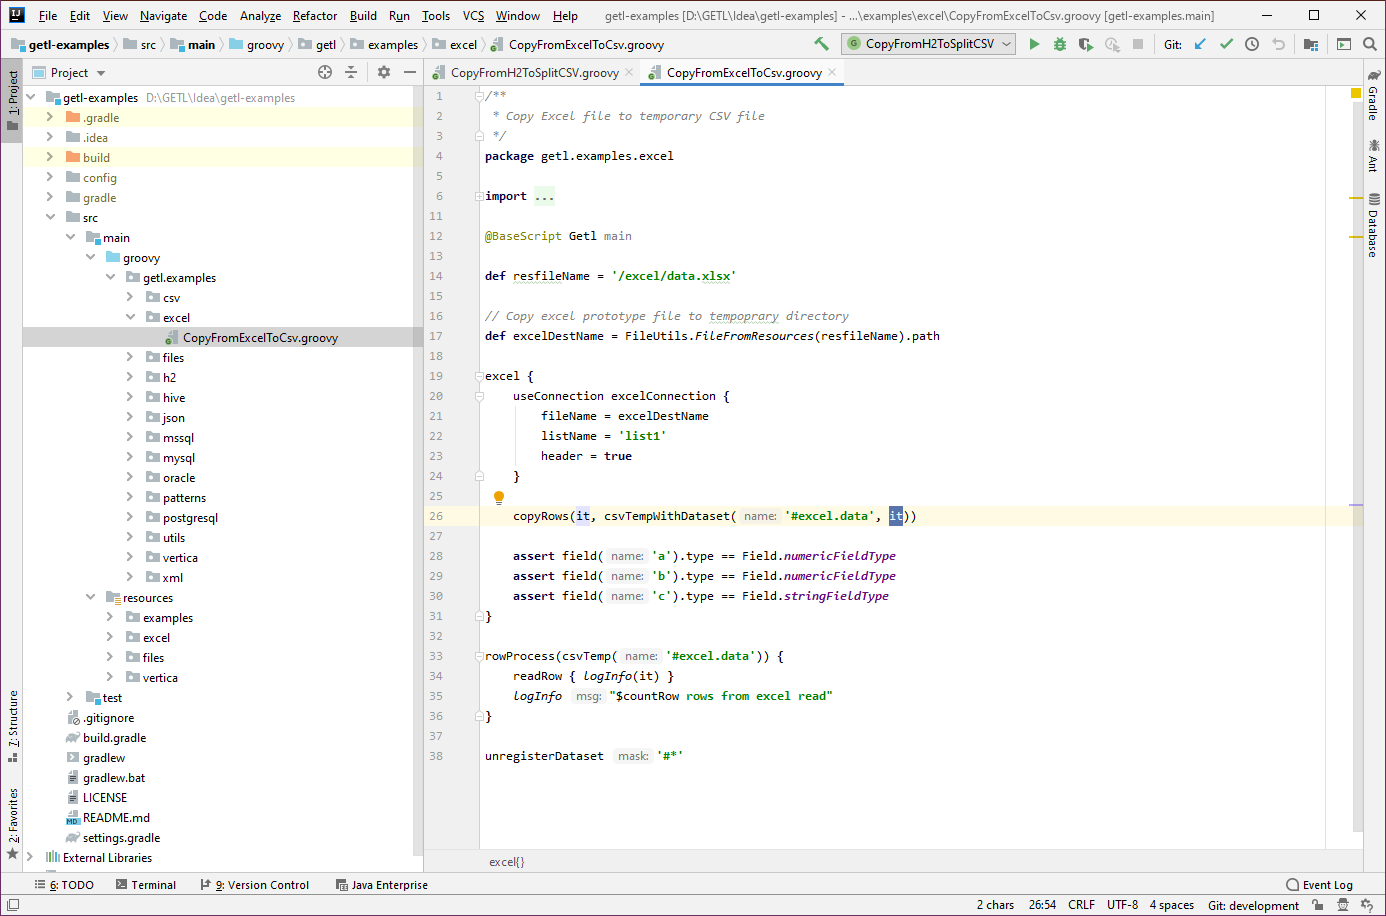 File Edit View Navigate Code Analyze Refactor Build Run Tools VCS Window Help getl-examples [D:\GETL\Idea\getl-examples] - ...\examples\excel\CopyFromExcelToCsv.groovy [getl-examples.main]
getl-examples src main groovy getl examples excel CopyFromExcelToCsv.groovy CopyFromH2ToSplitCSV Git:
Project
CopyFromH2ToSplitCSV.groovy CopyFromExcelToCsv.groovy
1: Project
7: Structure
2: Favorites
getl-examples D:\GETL\Idea\getl-examples
.gradle
.idea
build
config
gradle
src
main
groovy
getl.examples
csv
excel
CopyFromExcelToCsv.groovy
files
h2
hive
json
mssql
mysql
oracle
patterns
postgresql
utils
vertica
xml
resources
examples
excel
files
vertica
test
.gitignore
build.gradle
gradlew
gradlew.bat
LICENSE
README.md
settings.gradle
External Libraries
1 /**
2 * Copy Excel file to temporary CSV file
3 */
4 package getl.examples.excel
5
6 import ...
11
12 @BaseScript Getl main
13
14 def resfileName = '/excel/data.xlsx'
15
16 // Copy excel prototype file to tempoprary directory
17 def excelDestName = FileUtils.FileFromResources(resfileName).path
18
19 excel {
20 useConnection excelConnection {
21 fileName = excelDestName
22 listName = 'list1'
23 header = true
24 }
25
26 copyRows(it, csvTempWithDataset( name: '#excel.data', it))
27
28 assert field( name: 'a').type == Field.numericFieldType
29 assert field( name: 'b').type == Field.numericFieldType
30 assert field( name: 'c').type == Field.stringFieldType
31 }
32
33 rowProcess(csvTemp( name: '#excel.data')) {
34 readRow { logInfo(it) }
35 logInfo msg: "$countRow rows from excel read"
36 }
37
38 unregisterDataset mask: '#*'
excel{}
Gradle
Ant
Database
6: TODO Terminal 9: Version Control Java Enterprise Event Log
2 chars 26:54 CRLF UTF-8 4 spaces Git: development